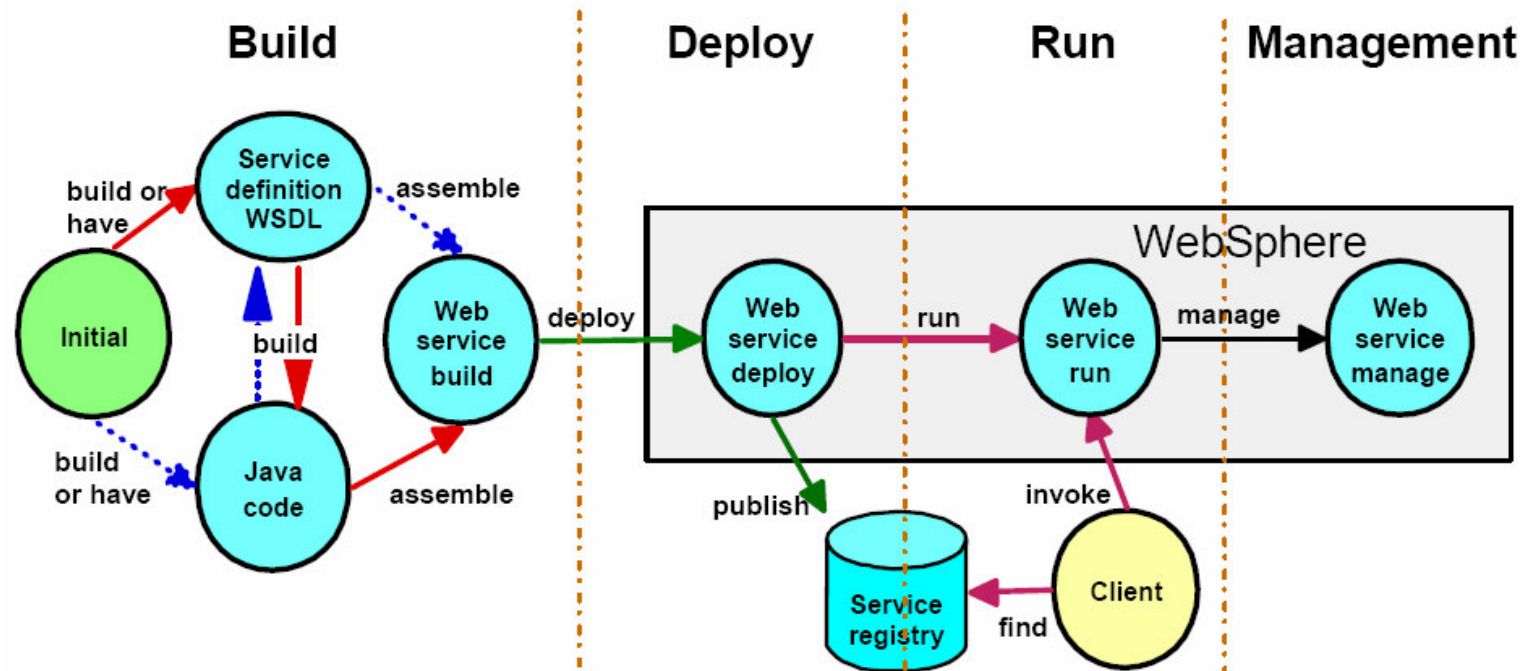 Build
Deploy
Run
Management
Service
definition
WSDL
build or
have
assemble
WebSphere
Initial
build
Web
service
build
deploy
Web
service
deploy
run
Web
service
run
manage
Web
service
manage
build
or have
Java
code
assemble
publish
invoke
Service
registry
find
Client